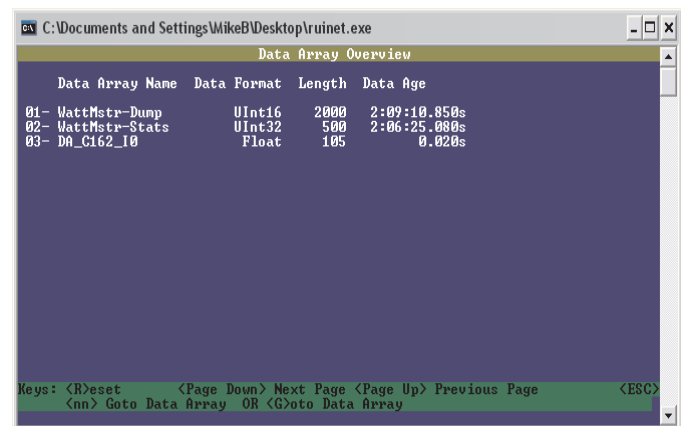 C:\Documents and Settings\MikeB\Desktop\ruinet.exe
Data Array Overview
Data Array Name Data Format Length Data Age
01- WattMstr-Dump UInt16 2000 2:09:10.850s
02- WattMstr-Stats UInt32 500 2:06:25.080s
03- DA_C162_I0 Float 105 0.020s
Keys: <R>eset <Page Down> Next Page <Page Up> Previous Page <ESC>
<nn> Goto Data Array OR <G>oto Data Array